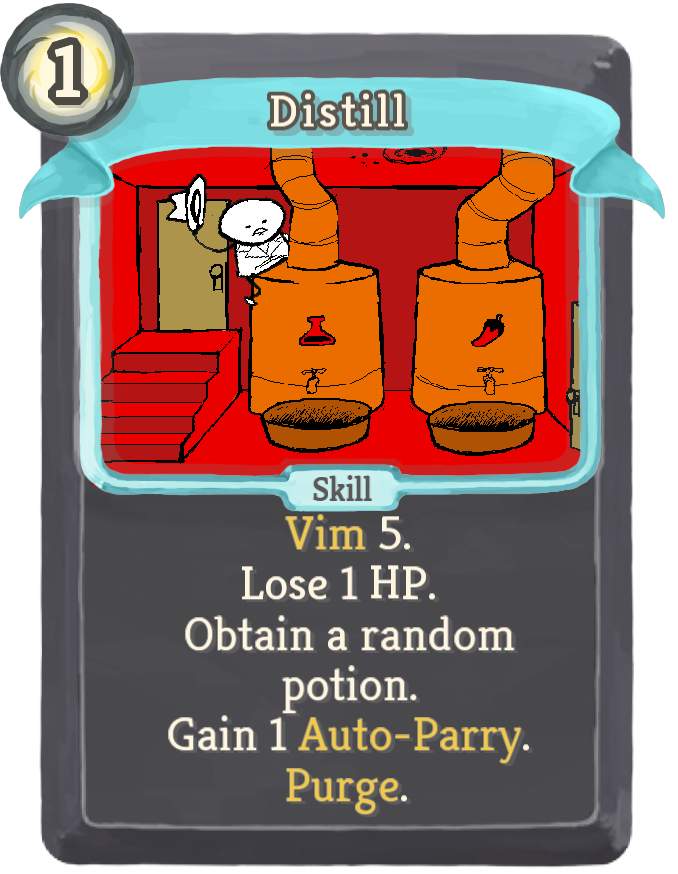 1
Distill
Skill
Vim 5.
Lose 1 HP.
Obtain a random
potion.
Gain 1 Auto-Parry.
Purge.